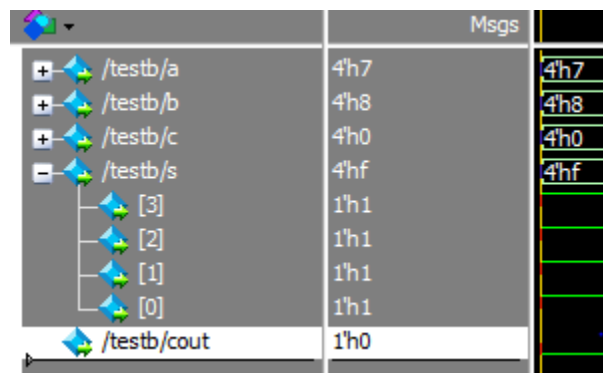 Msgs
/testb/a 4'h7 4'h7
/testb/b 4'h8 4'h8
/testb/c 4'h0 4'h0
/testb/s 4'hf 4'hf
[3] 1'h1
[2] 1'h1
[1] 1'h1
[0] 1'h1
/testb/cout 1'h0